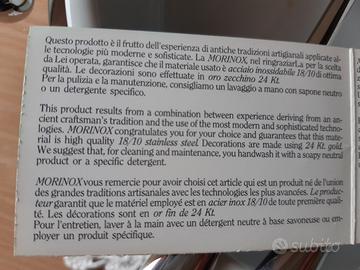 Questo prodotto è il frutto dell'esperienza di antiche tradizioni artigianali applicate al-
le tecnologie più moderne e sofisticate. La MORINOX, nel ringraziarLa per la scelta
da Lei operata, garantisce che il materiale usato è acciaio inossidabile 18/10 di ottima
qualità. Le decorazioni sono effettuate in oro zecchino 24 Kt.
Per la pulizia e la manutenzione, consigliamo un lavaggio a mano con sapone neutro
o un detergente specifico.
This product results from a combination between experience deriving from an an-
cient craftsman's tradition and the use of the most modern and sophisticated techno-
logies. MORINOX congratulates you for your choice and guarantees that this mate-
rial is high quality 18/10 stainless steel. Decorations are made using 24 Kt. gold.
We suggest that, for cleaning and maintenance, you handwash it with a soapy neutral
product or a specific detergent.
MORINOX vous remercie pour avoir choisi cet article qui est un produit né de l'union
des grandes traditions artisanales avec les technologies les plus avancées. Le produc-
teur garantit que le matériel employé est en acier inox 18/10 de toute première quali-
té. Les décorations sont en or fin de 24 Kt.
Pour l'entretien, laver à la main avec un détergent neutre à base savoneuse ou em-
ployer un produit spécifique.
subito